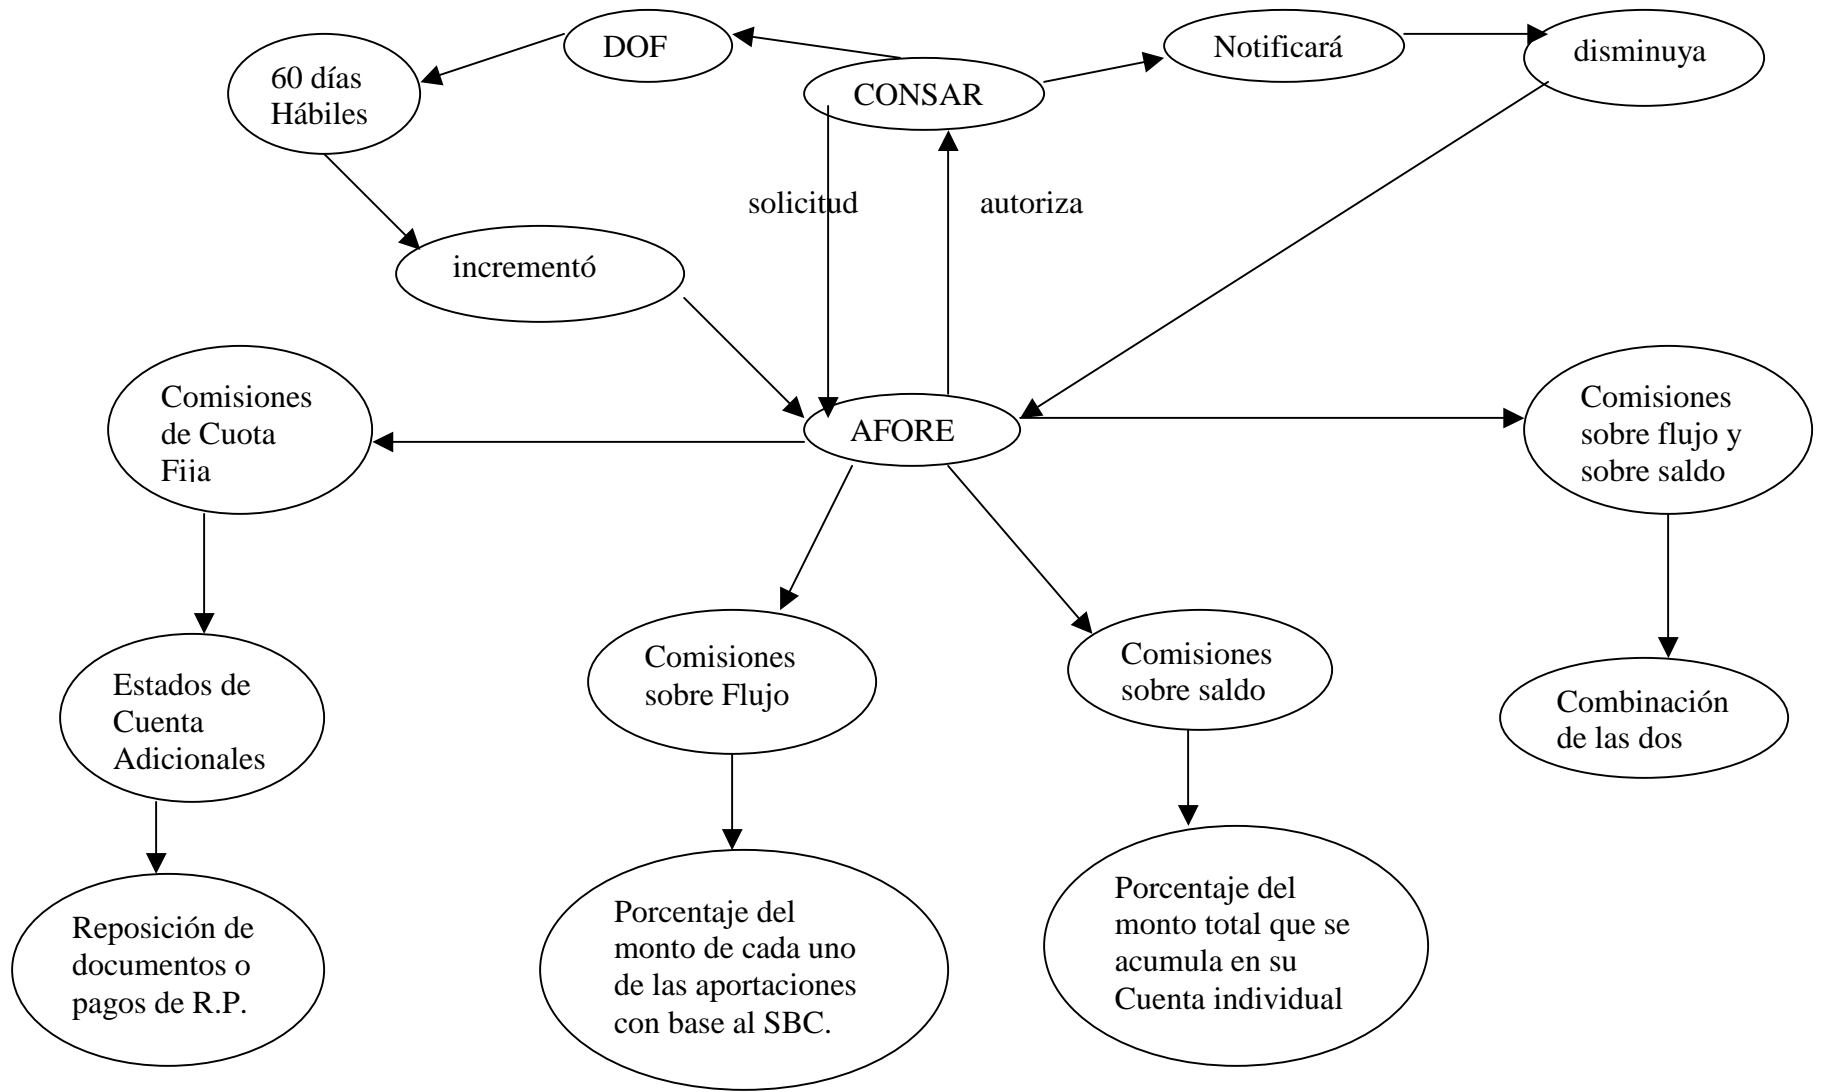 DOF
Notificará
disminuya
60 días
Hábiles
CONSAR
solicitud
autoriza
incrementó
Comisiones
de Cuota
Fija
AFORE
Comisiones
sobre flujo y
sobre saldo
Estados de
Cuenta
Adicionales
Comisiones
sobre Flujo
Comisiones
sobre saldo
Combinación
de las dos
Reposición de
documentos o
pagos de R.P.
Porcentaje del
monto de cada uno
de las aportaciones
con base al SBC.
Porcentaje del
monto total que se
acumula en su
Cuenta individual